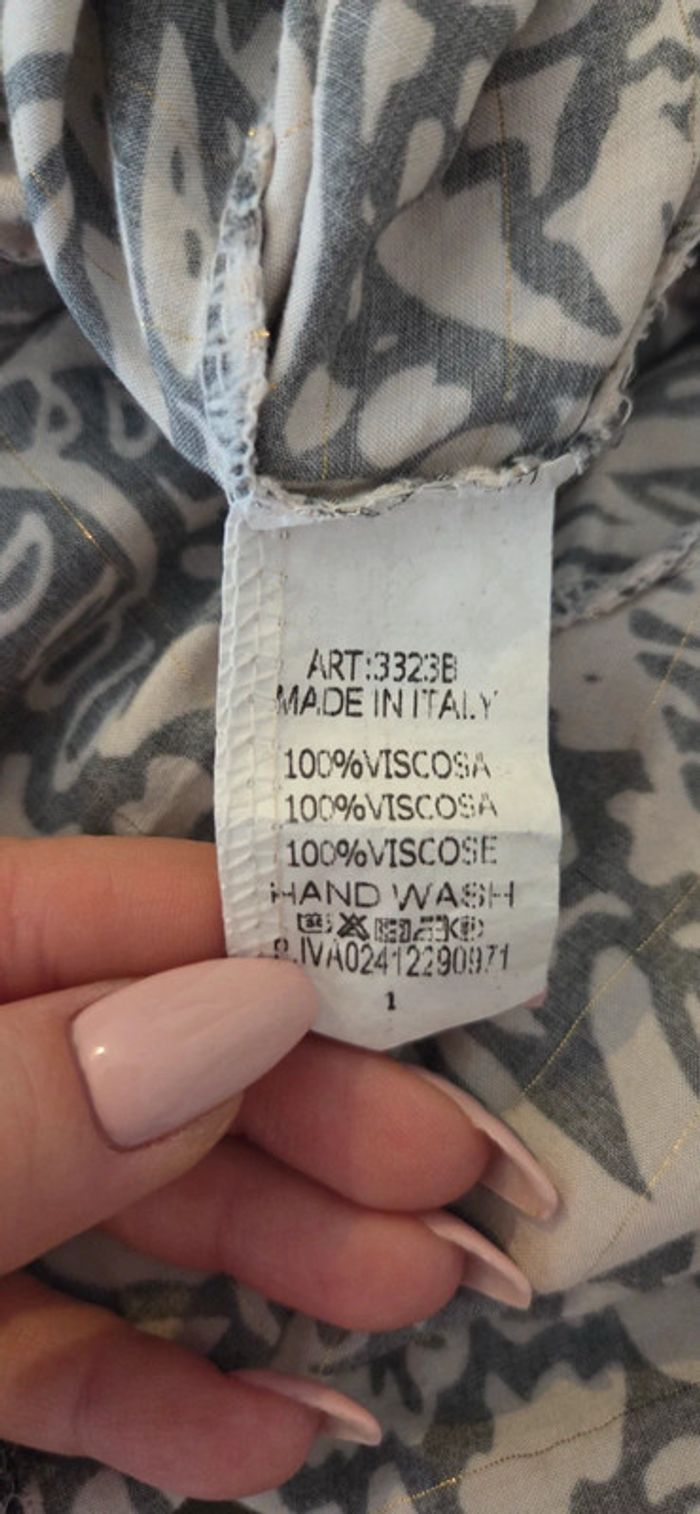 ART:3323B
MADE IN ITALY
100%VISCOSA
100%VISCOSA
100%VISCOSE
HAND WASH
P.IVA02412290971
1